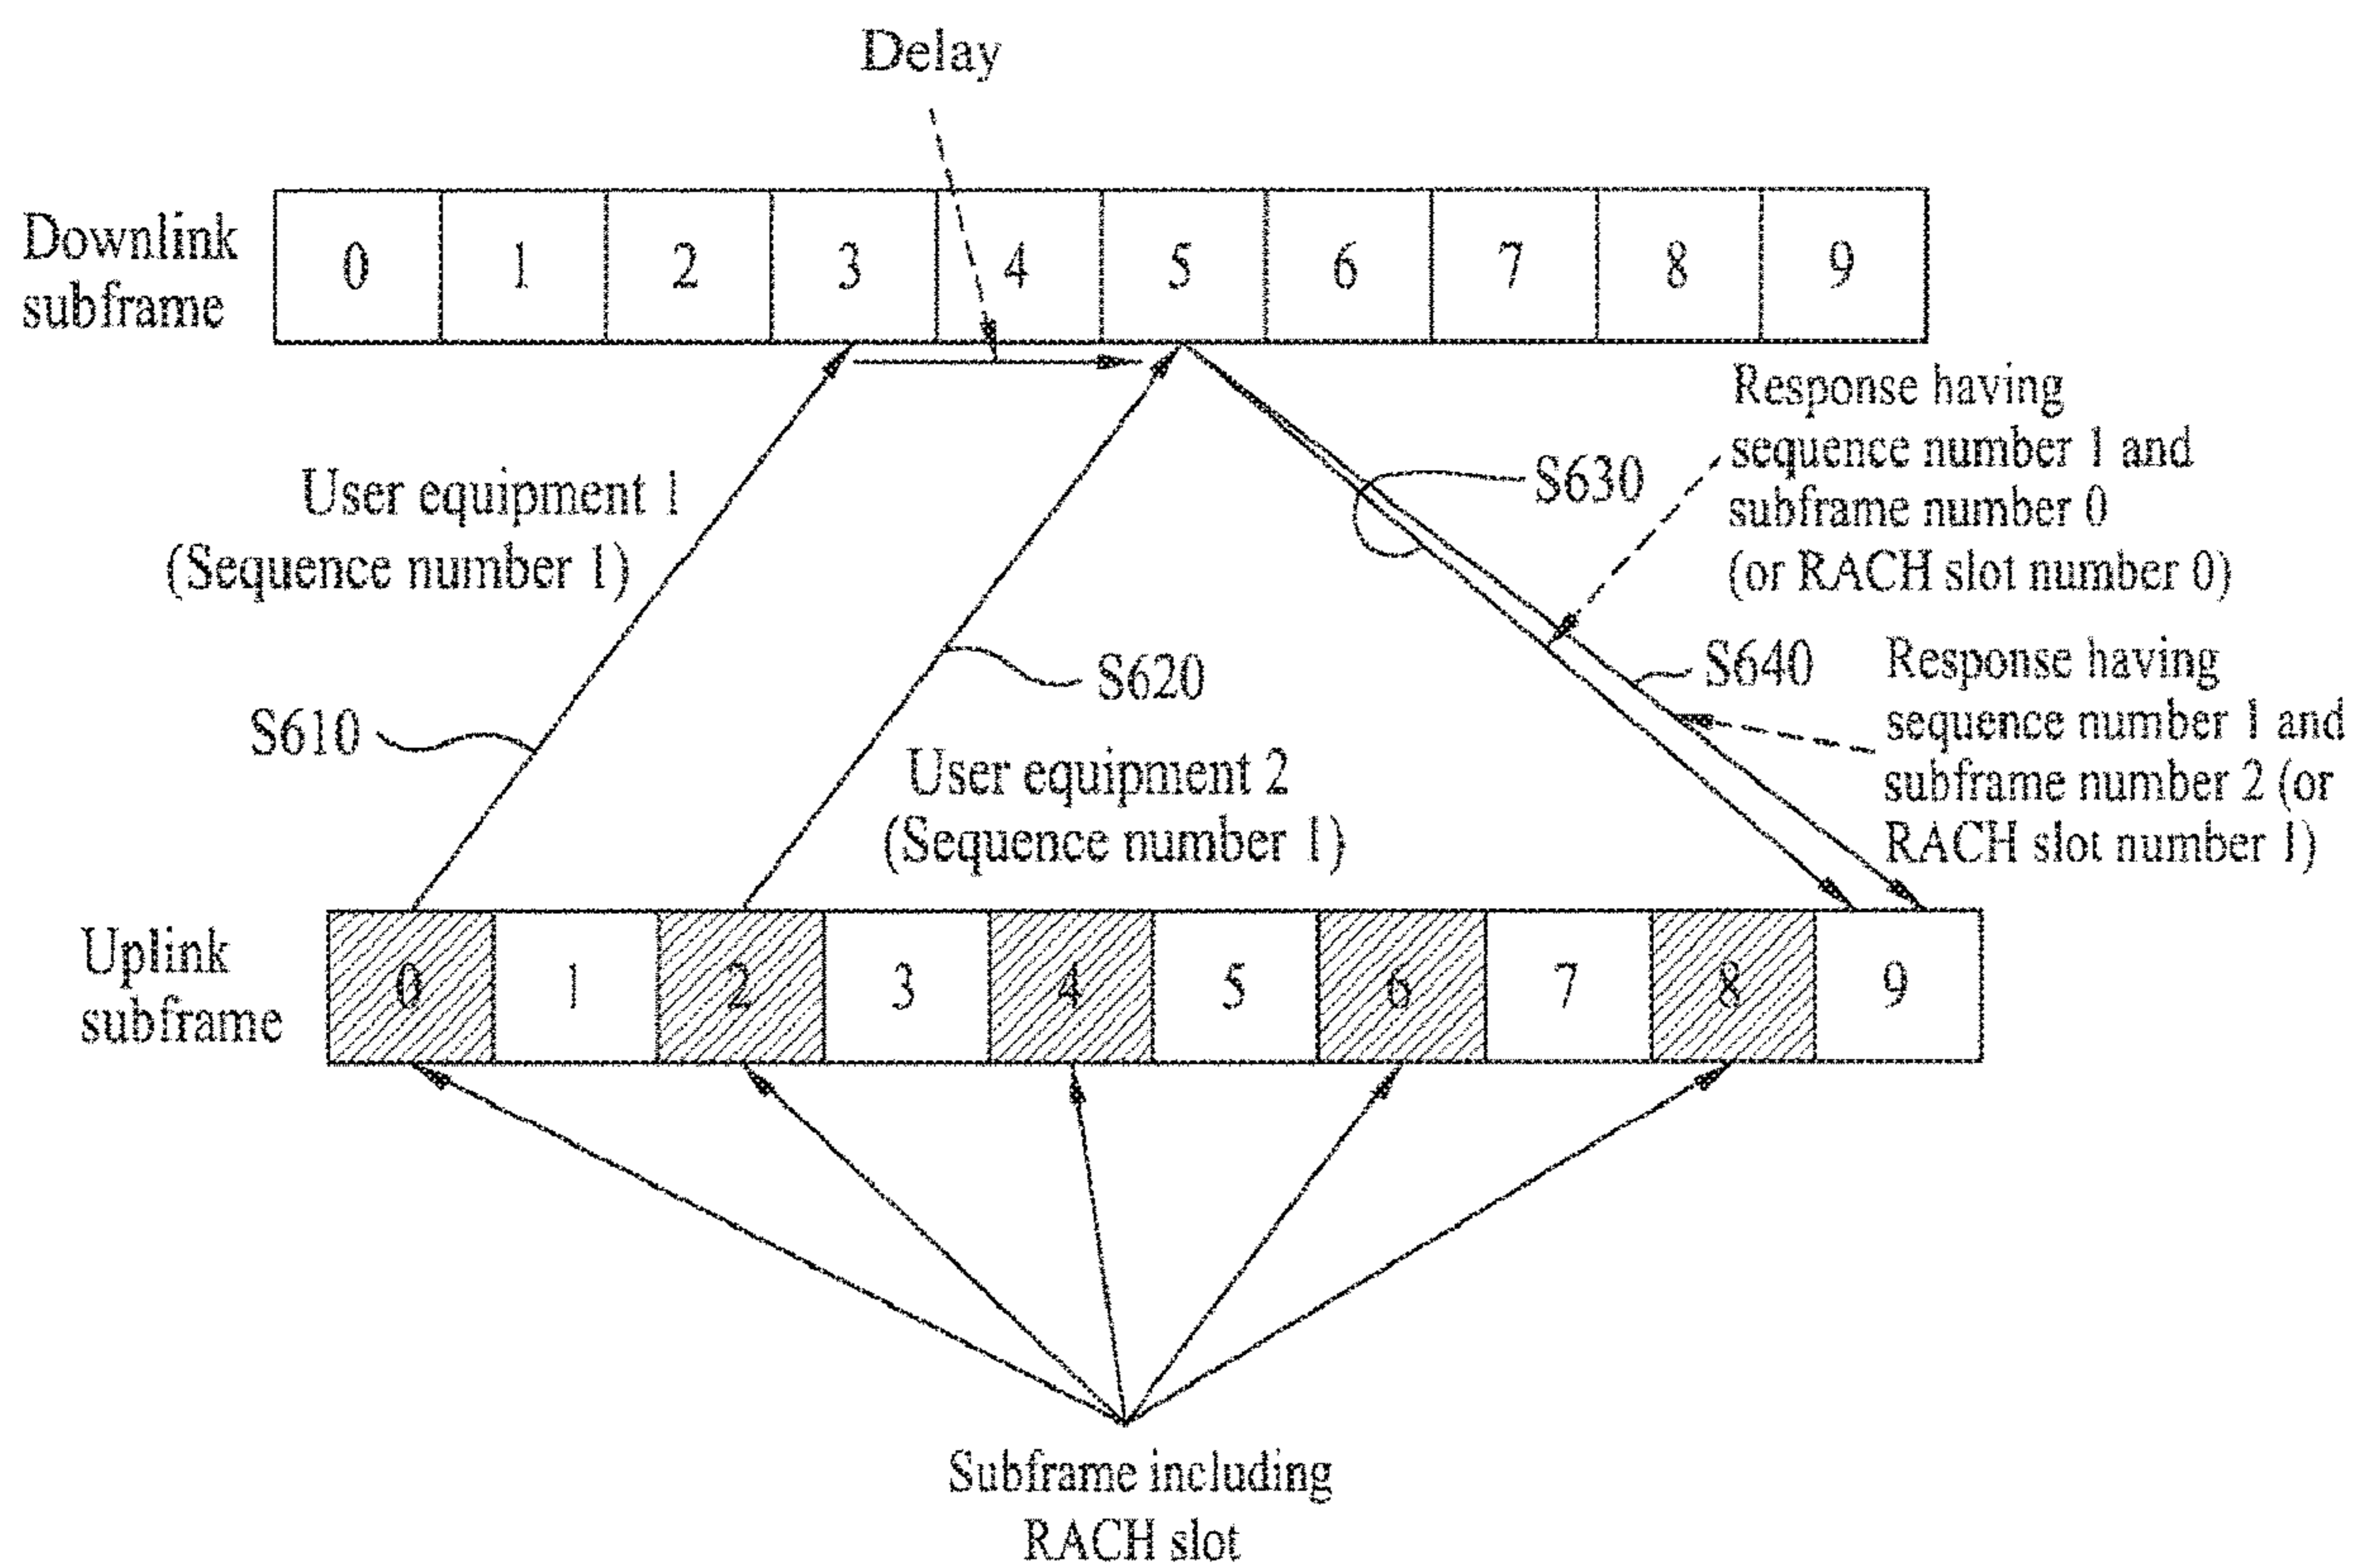 Delay
Downlink
subframe
0 1 2 3 4 5 6 7 8 9
User equipment 1
(Sequence number 1)
S610
S620
User equipment 2
(Sequence number 1)
S630
Response having
sequence number 1 and
subframe number 0
(or RACH slot number 0)
S640
Response having
sequence number 1 and
subframe number 2 (or
RACH slot number 1)
Uplink
subframe
0 1 2 3 4 5 6 7 8 9
Subframe including
RACH slot